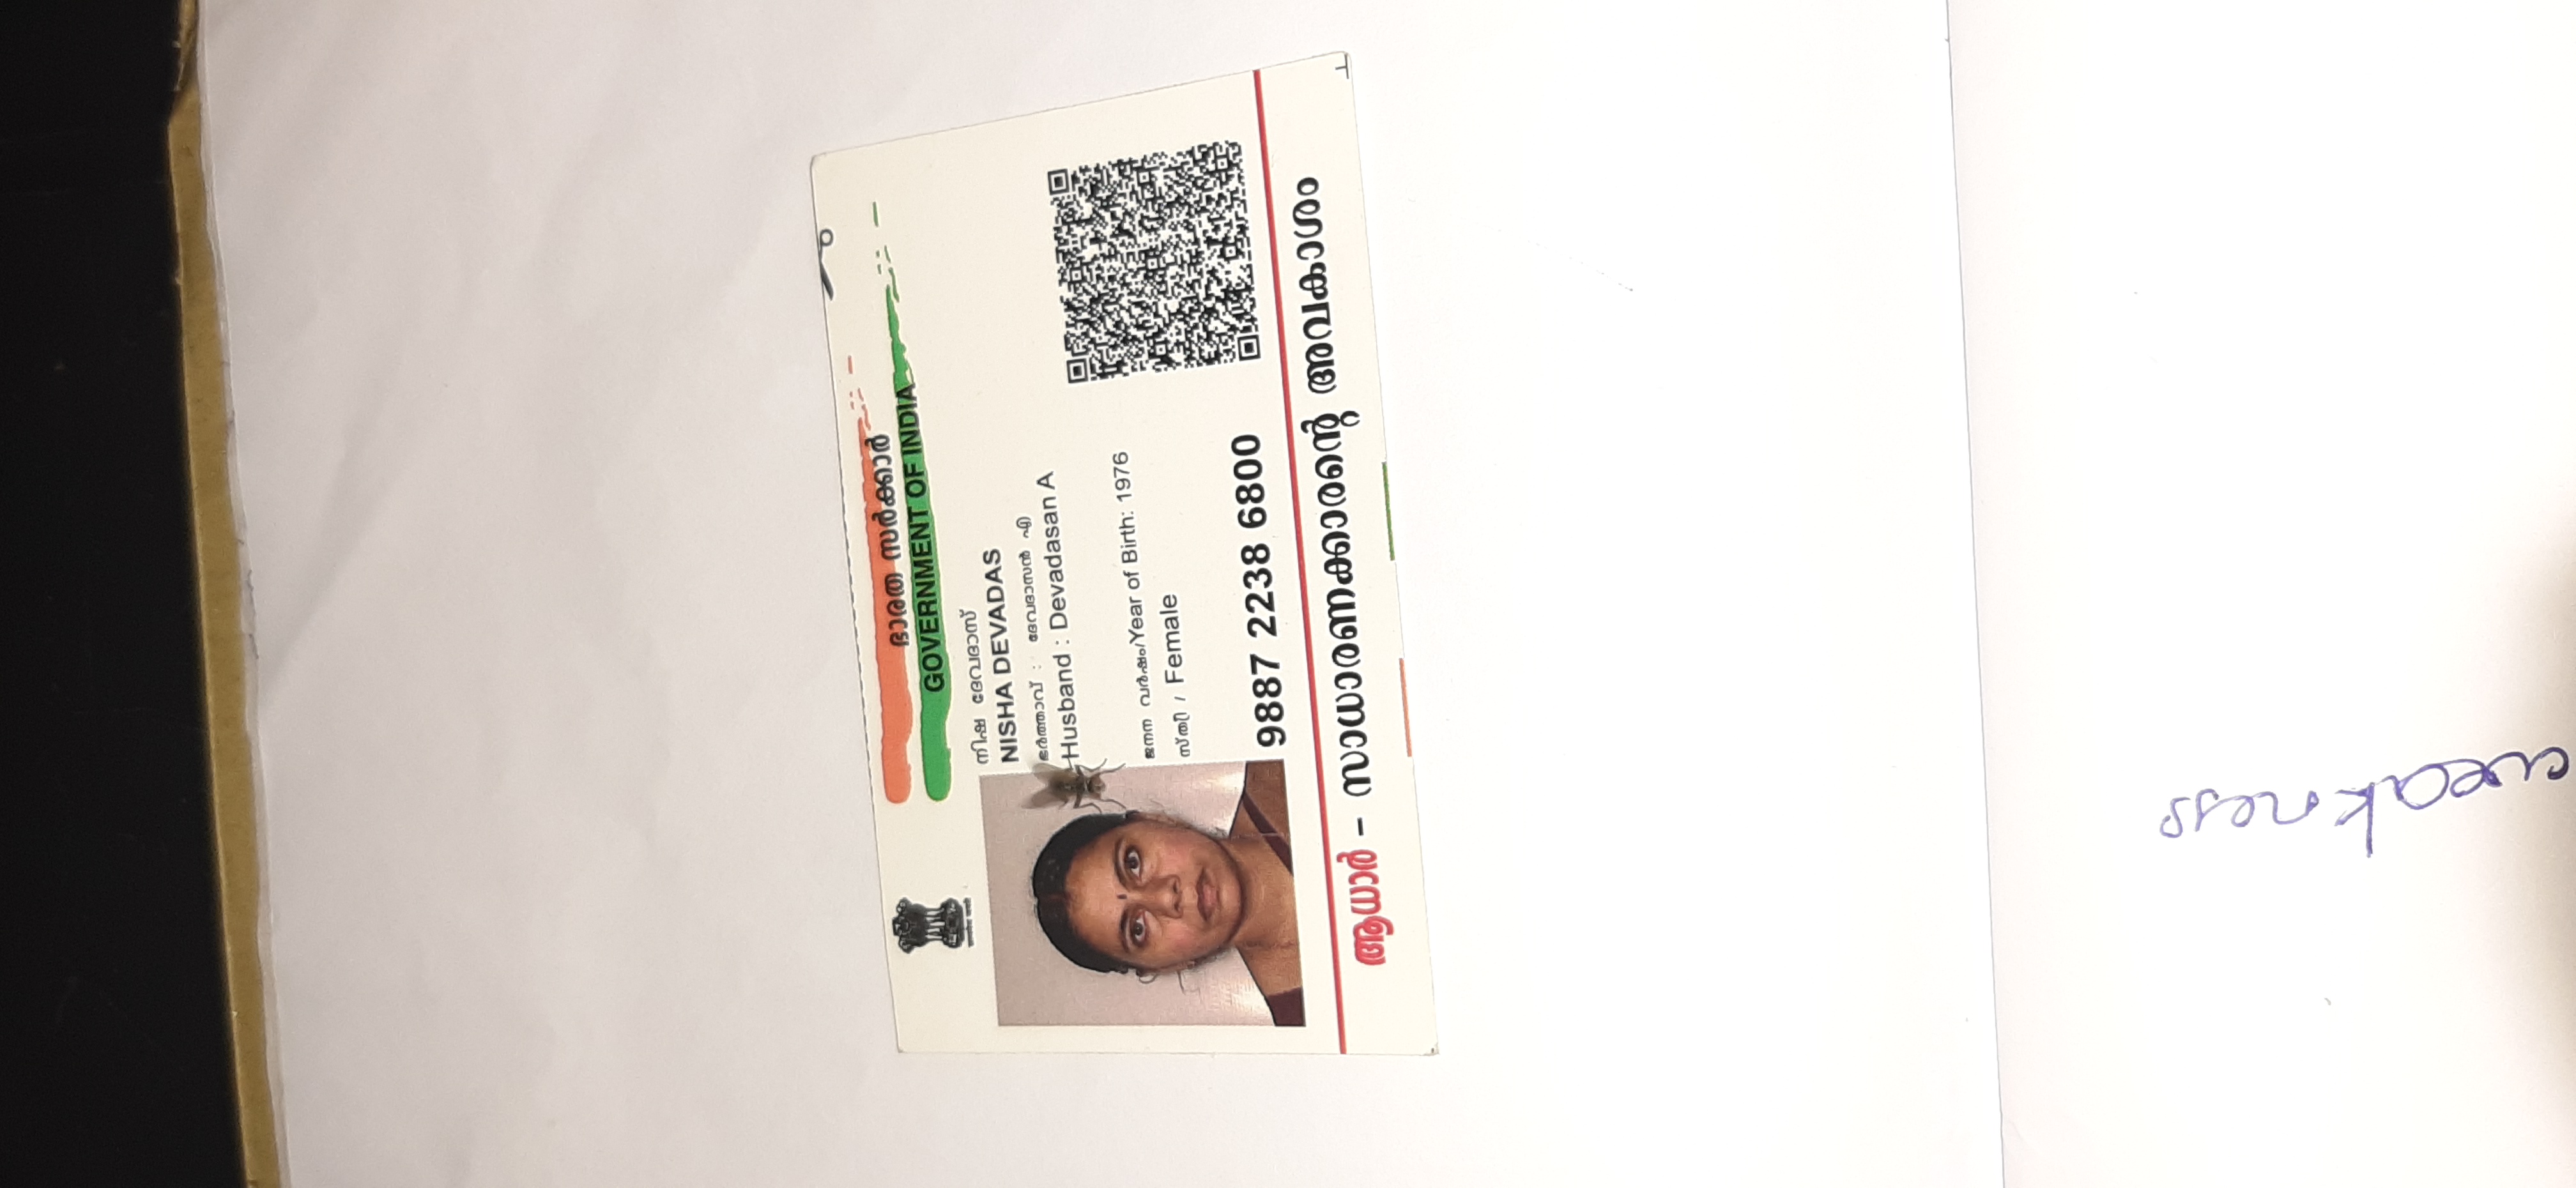 ഭാരത സർക്കാർ
GOVERNMENT OF INDIA
നിഷ ദേവദാസ്
NISHA DEVADAS
ഭർത്താവ് : ദേവദാസൻ എ
Husband : Devadasan A
ജനന വർഷം/Year of Birth: 1976
സ്ത്രീ / Female
9887 2238 6800
ആധാർ – സാധാരണക്കാരന്റെ അവകാശം
weakness